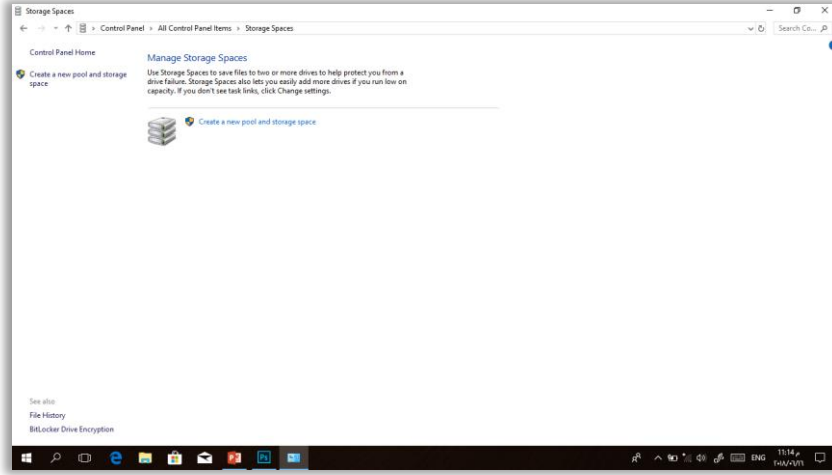 Storage Spaces
Control Panel > All Control Panel Items > Storage Spaces
Search Co...
Control Panel Home
Create a new pool and storage
space
Manage Storage Spaces
Use Storage Spaces to save files to two or more drives to help protect you from a
drive failure. Storage Spaces also lets you easily add more drives if you run low on
capacity. If you don't see task links, click Change settings.
Create a new pool and storage space
See also
File History
BitLocker Drive Encryption
Ps
ENG
11:14 م